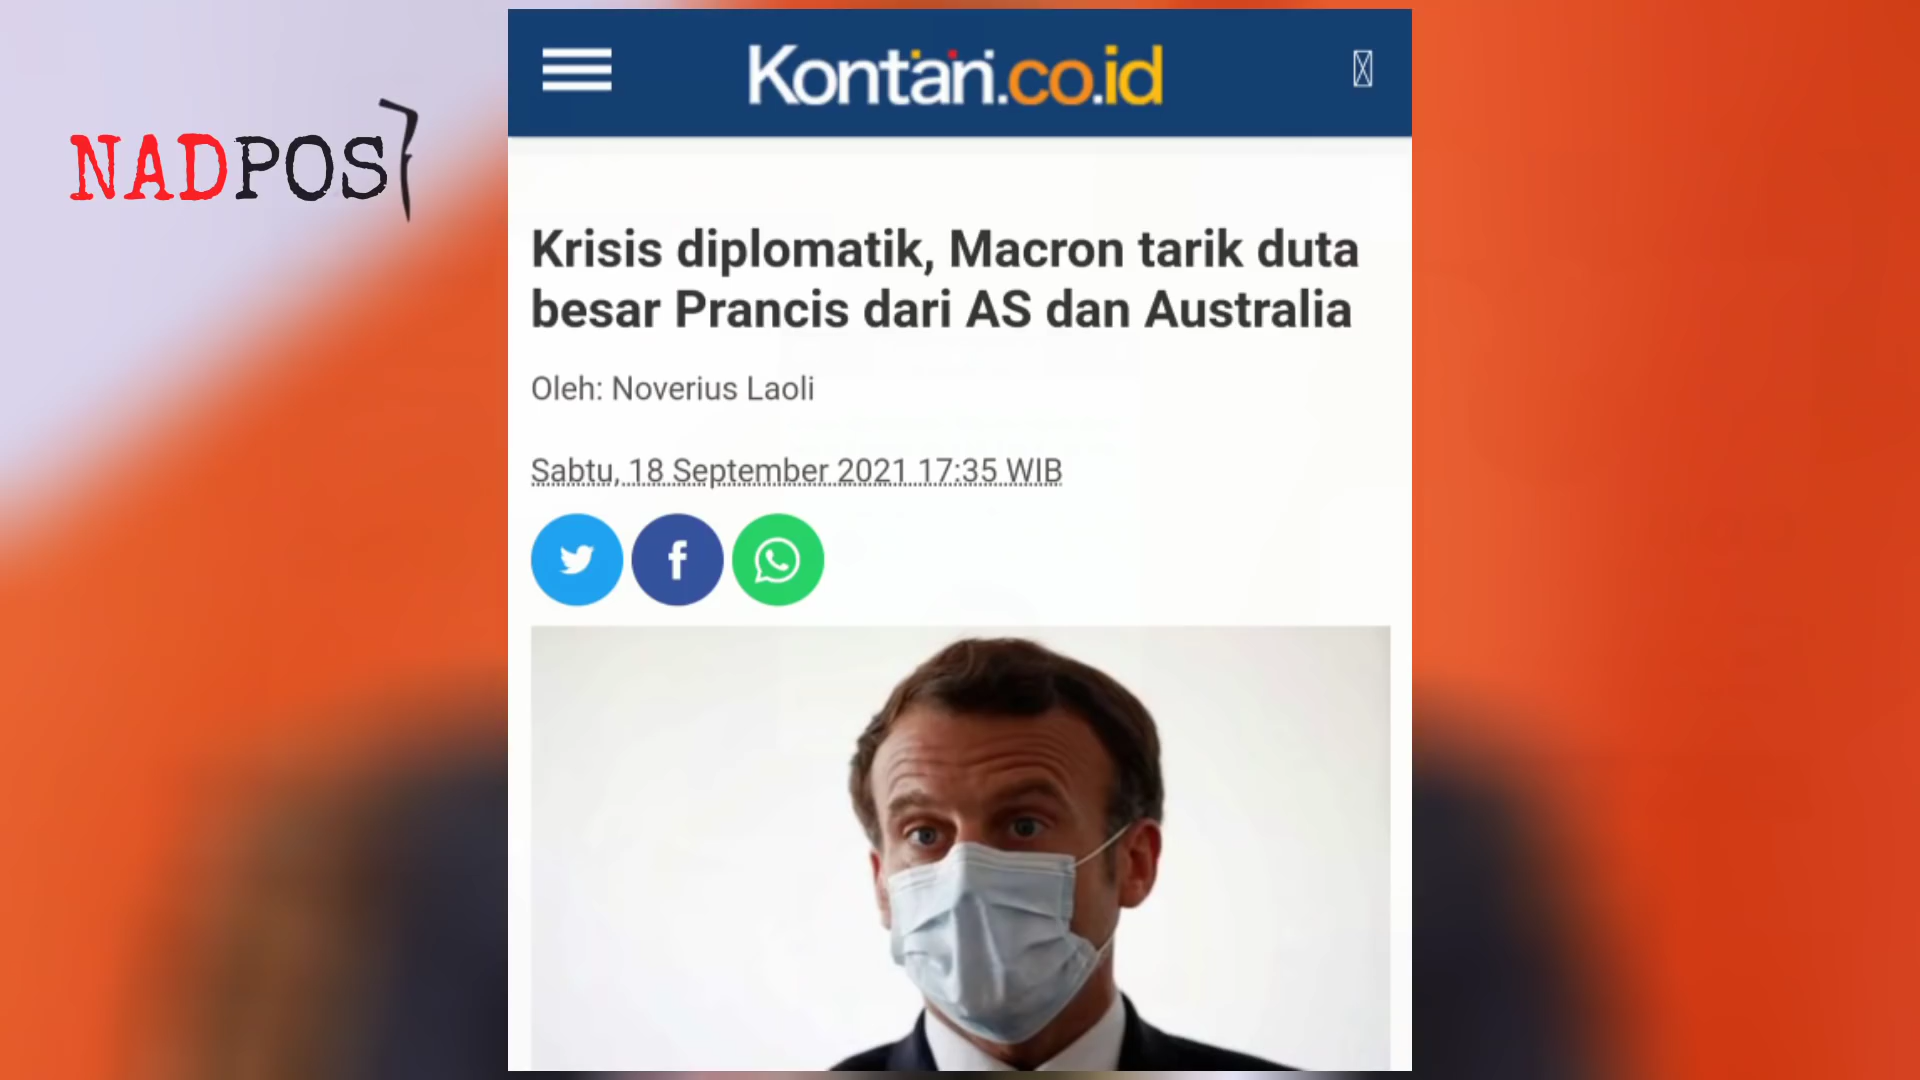 Kontan.co.id
NADPOST
Krisis diplomatik, Macron tarik duta
besar Prancis dari AS dan Australia
Oleh: Noverius Laoli
Sabtu, 18 September 2021 17:35 WIB